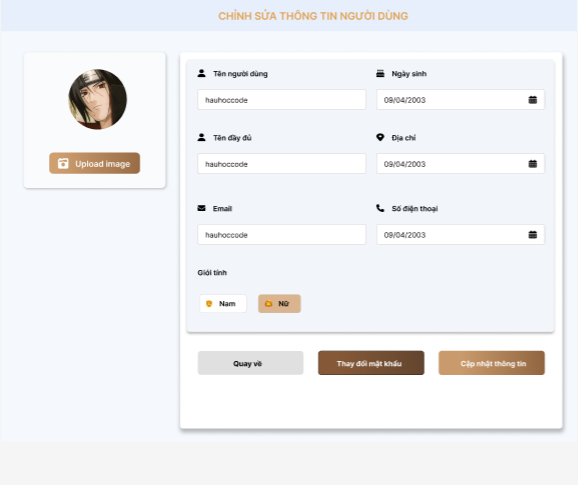 CHỈNH SỬA THÔNG TIN NGƯỜI DÙNG
Upload image
Tên người dùng
Ngày sinh
hauhoccode
09/04/2003
Tên đầy đủ
Địa chỉ
hauhoccode
09/04/2003
Email
Số điện thoại
hauhoccode
09/04/2003
Giới tính
Nam
Nữ
Quay về
Thay đổi mật khẩu
Cập nhật thông tin